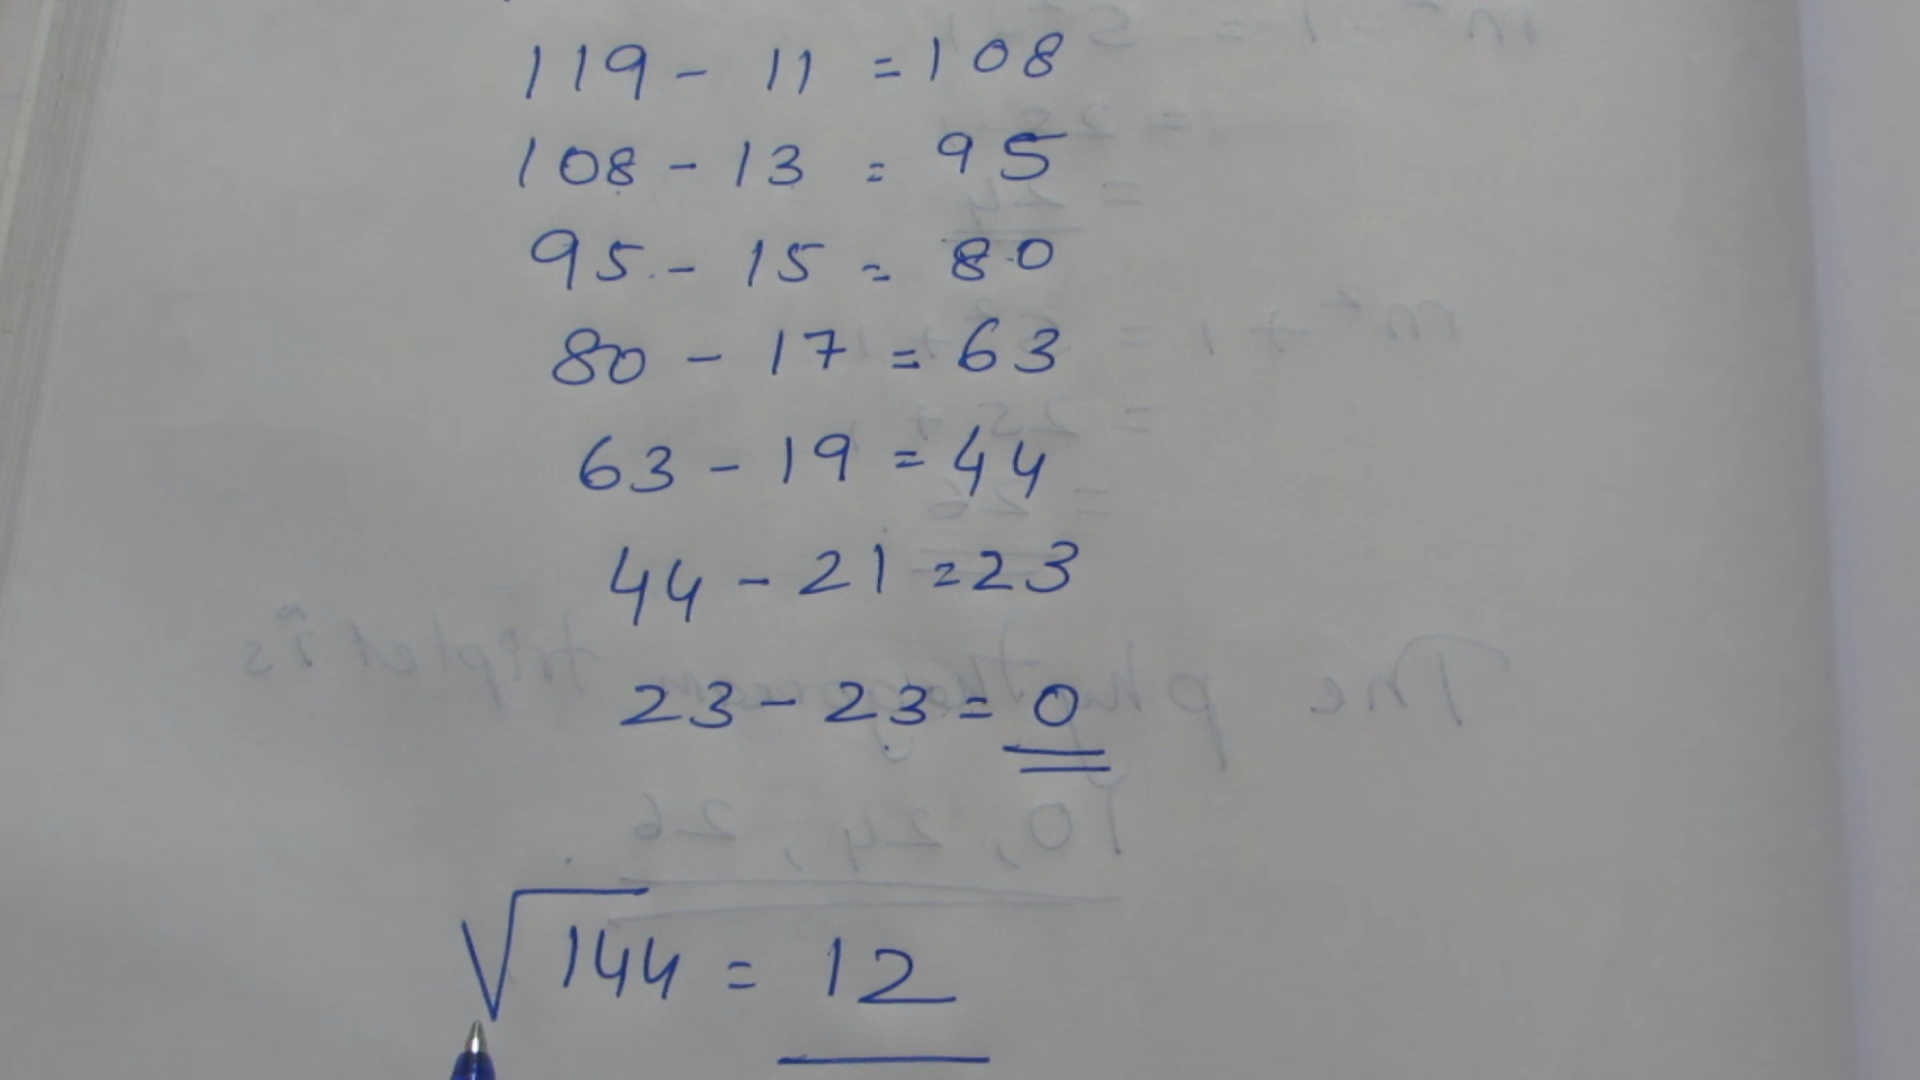 119 - 11 = 108
108 - 13 = 95
95 - 15 = 80
80 - 17 = 63
63 - 19 = 44
44 - 21 = 23
23 - 23 = 0
√144 = 12